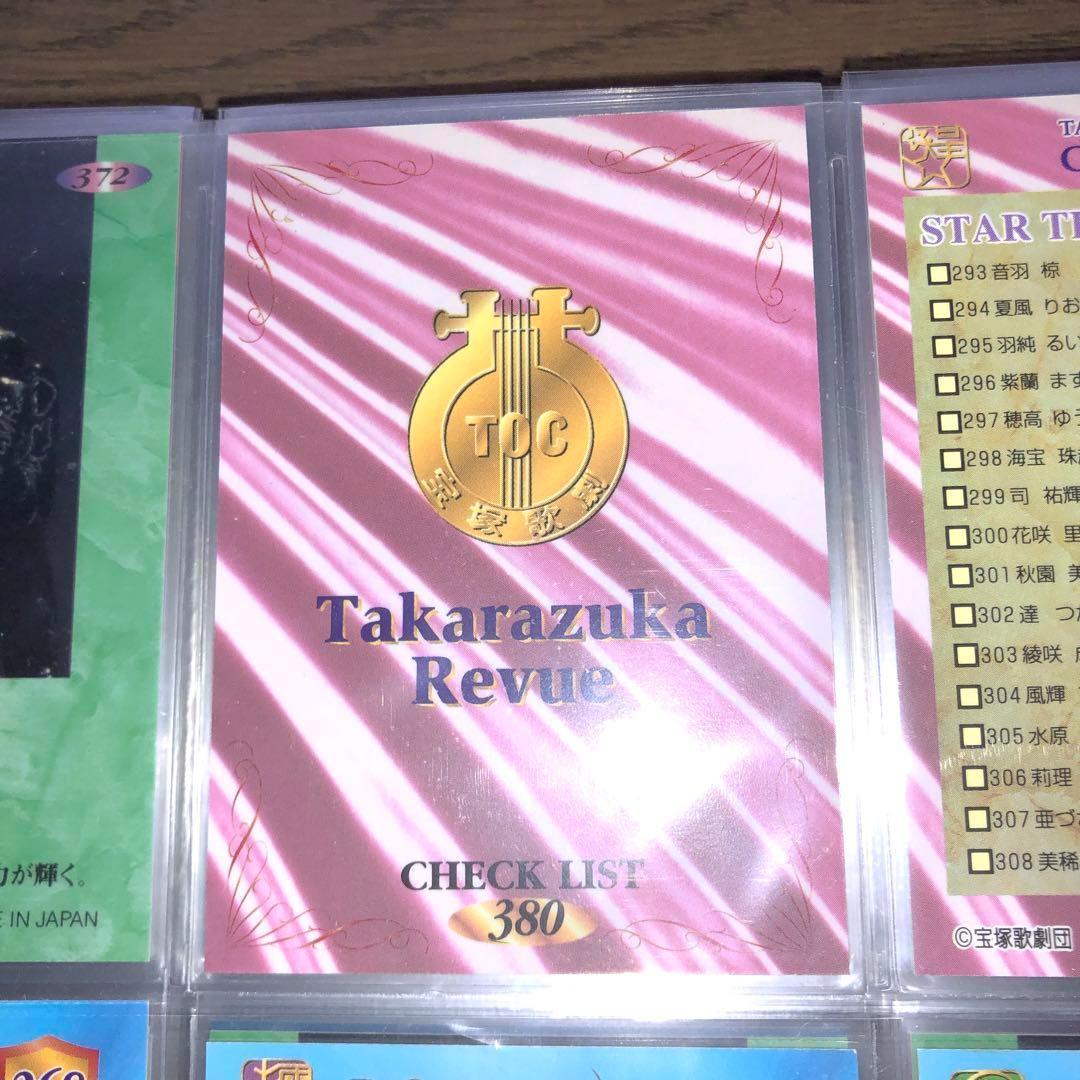 372
力が輝く。
E IN JAPAN
TOC
宝塚歌劇
Takarazuka
Revue
CHECK LIST
380
星
TA
C
STAR T
293 音羽 椋
294 夏風 りお
295 羽純 るい
296 紫蘭 ます
297 穂高 ゆう
298 海宝 珠
299 司 祐輝
300 花咲 里
301 秋園 美
302 達 つか
303 綾咲 成
304 風輝
305 水原
306 莉理
307 亜づ
308 美稀
©宝塚歌劇団